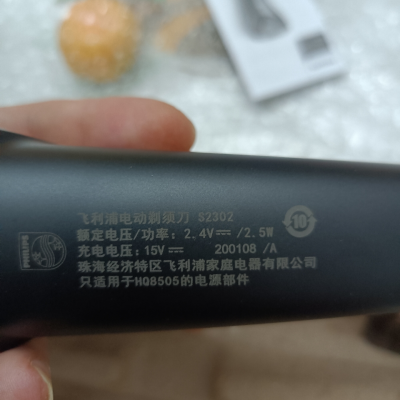 飞利浦电动剃须刀 S2302
额定电压/功率: 2.4V⎓/2.5W
充电电压: 15V⎓ 200108 /A
珠海经济特区飞利浦家庭电器有限公司
只适用于HQ8505的电源部件
PHILIPS
10